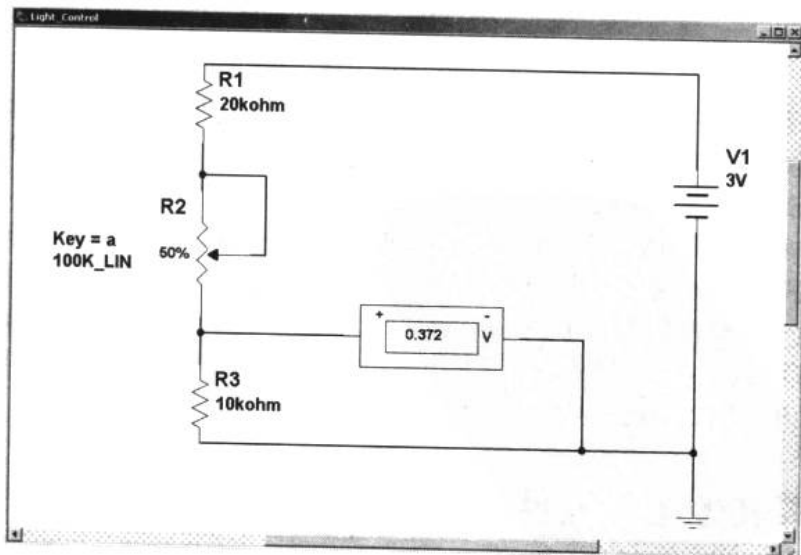 Light_Control
R1
20kohm
V1
3V
R2
Key = a
50%
100K_LIN
+ -
0.372 V
R3
10kohm